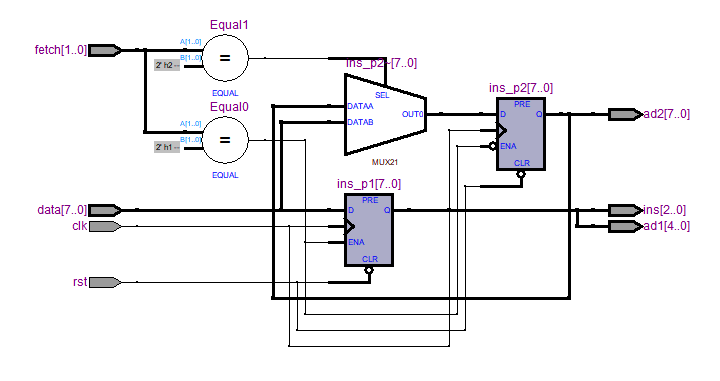 Equal1
fetch[1..0]
A[1..0]
B[1..0]
2' h2 --
=
EQUAL
ins_p2~[7..0]
SEL
DATAA
DATAB
OUT0
MUX21
Equal0
A[1..0]
B[1..0]
2' h1 --
=
EQUAL
ins_p2[7..0]
PRE
D
Q
ENA
CLR
ad2[7..0]
data[7..0]
clk
rst
ins_p1[7..0]
PRE
D
Q
ENA
CLR
ins[2..0]
ad1[4..0]